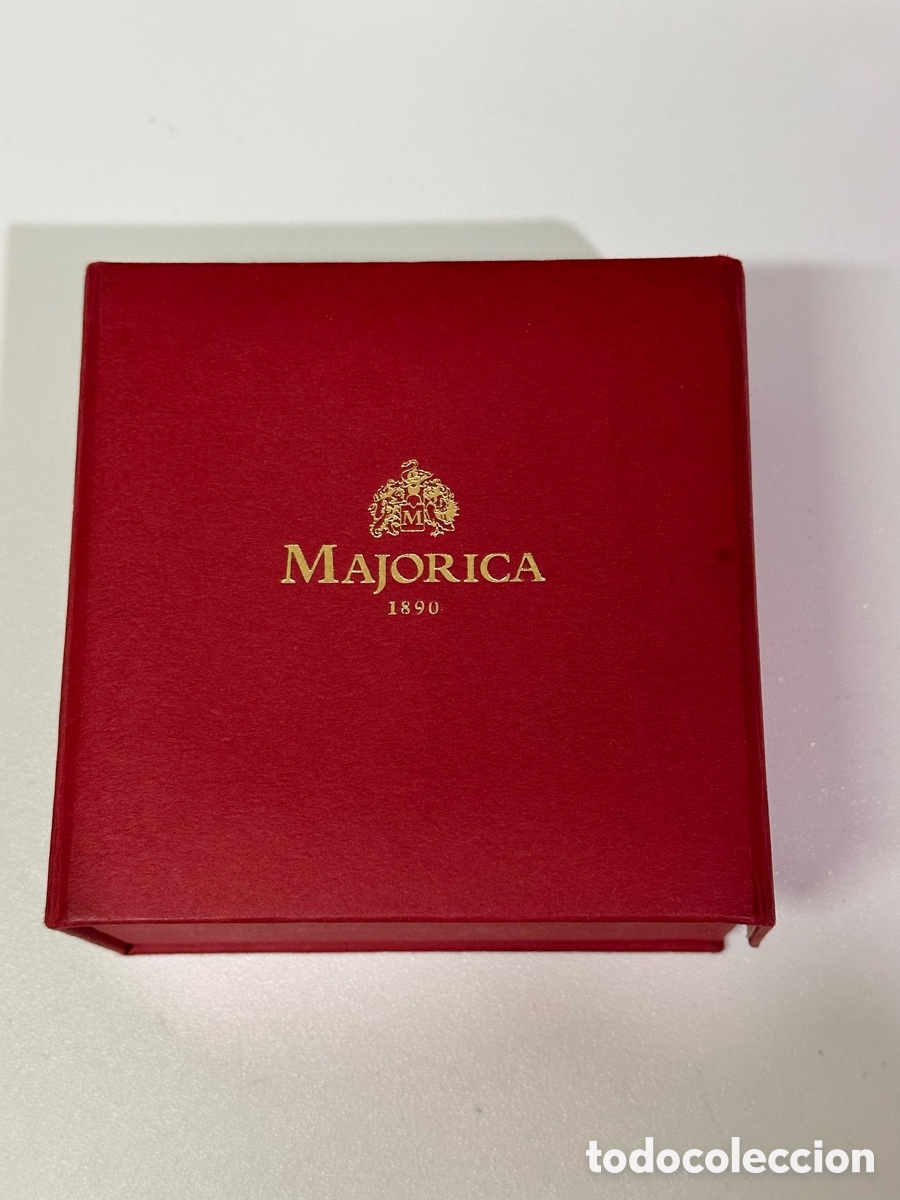 M
MAJORICA
1890
todocoleccion